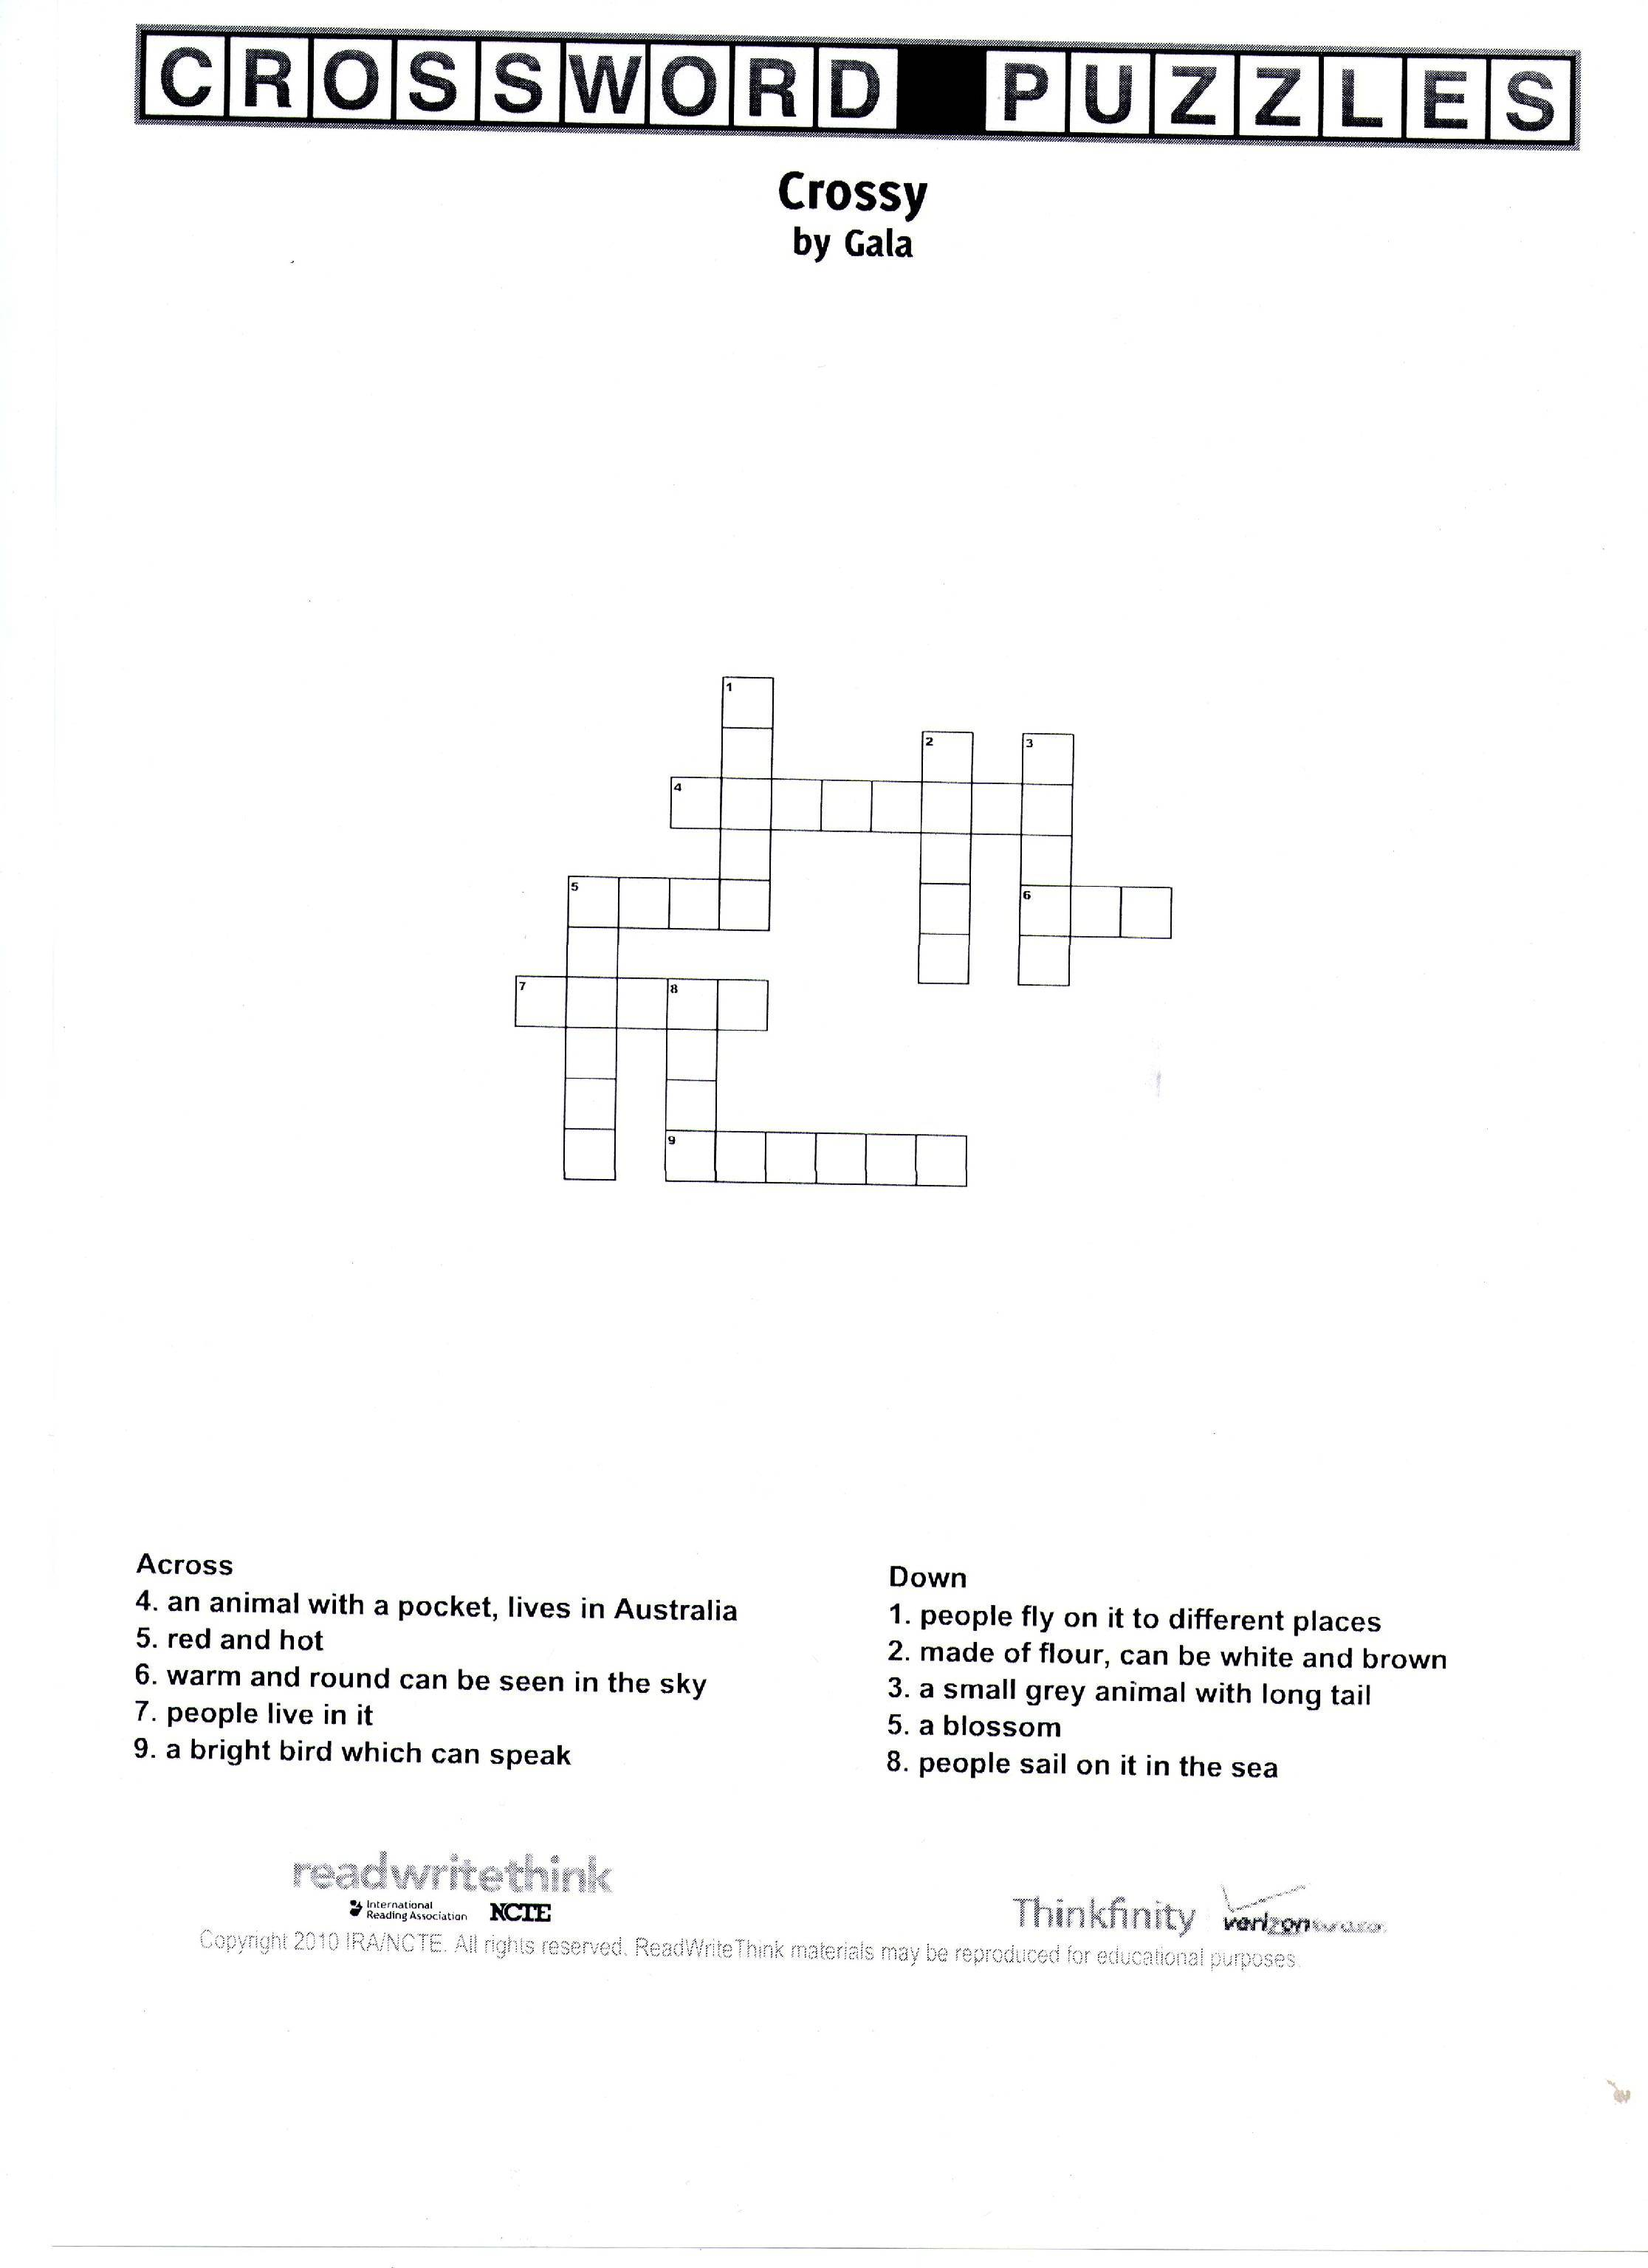 CROSSWORD PUZZLES
Crossy
by Gala
1
2
3
4
5
6
7
8
9
Across
4. an animal with a pocket, lives in Australia
5. red and hot
6. warm and round can be seen in the sky
7. people live in it
9. a bright bird which can speak
Down
1. people fly on it to different places
2. made of flour, can be white and brown
3. a small grey animal with long tail
5. a blossom
8. people sail on it in the sea
readwritethink
International
Reading Association
NCTE
Thinkfinity
verizon
Copyright 2010 IRA/NCTE. All rights reserved. ReadWriteThink materials may be reproduced for educational purposes.